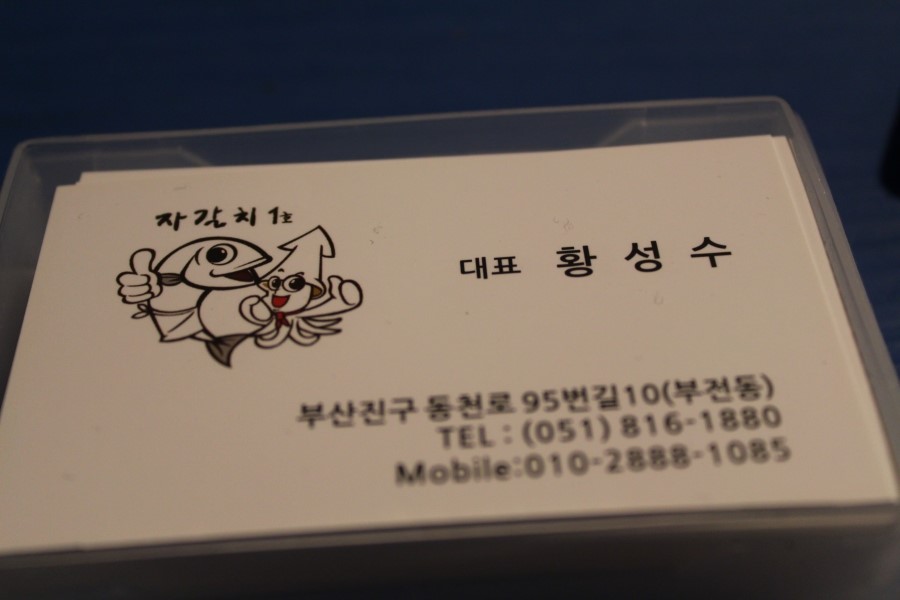 자갈치 1호
대표 황성수
부산진구 동천로 95번길10(부전동)
TEL : (051) 816-1880
Mobile:010-2888-1085